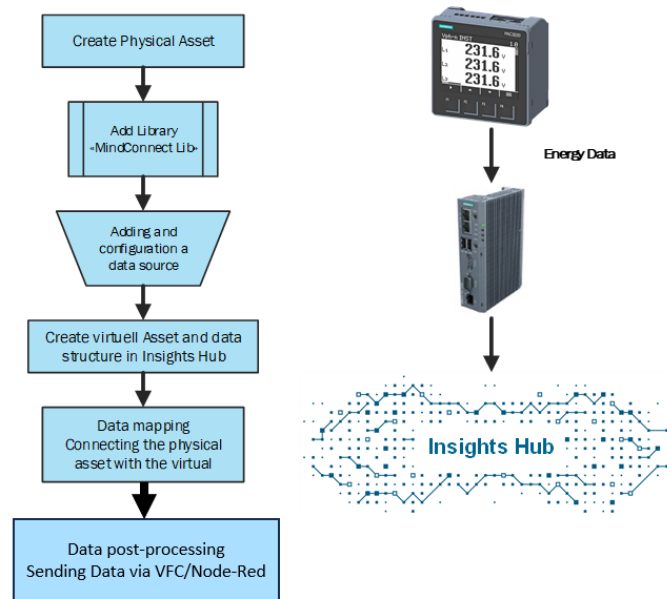 Create Physical Asset
Add Library
«MindConnect Lib»
Adding and
configuration a
data source
Create virtuell Asset and data
structure in Insights Hub
Data mapping
Connecting the physical
asset with the virtual
Data post-processing
Sending Data via VFC/Node-Red
PAC3220
231.6 V
L2 231.6 V
231.6 V
Energy Data
Insights Hub